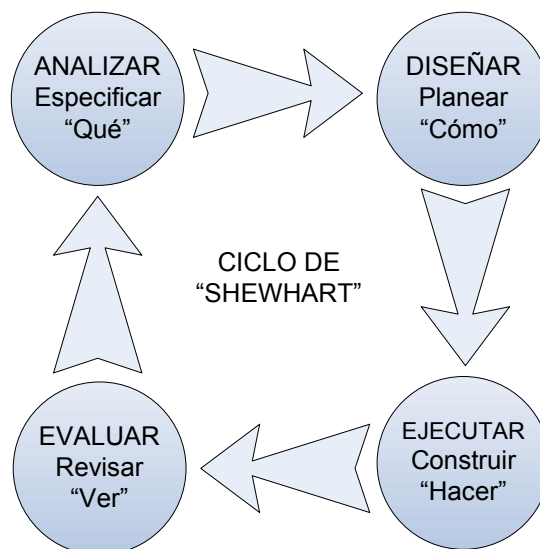 ANALIZAR
Especificar
“Qué”
DISEÑAR
Planear
“Cómo”
CICLO DE
“SHEWHART”
EVALUAR
Revisar
“Ver”
EJECUTAR
Construir
“Hacer”